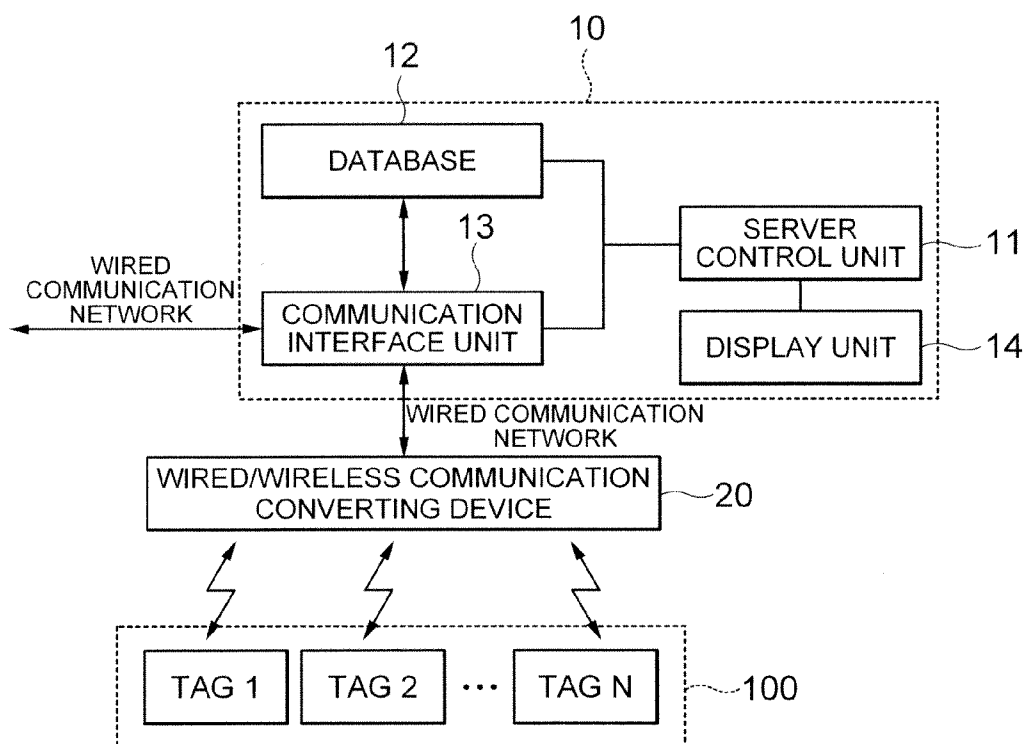 10
12
DATABASE
13
SERVER
CONTROL UNIT
11
WIRED
COMMUNICATION
NETWORK
COMMUNICATION
INTERFACE UNIT
DISPLAY UNIT
14
WIRED COMMUNICATION
NETWORK
WIRED/WIRELESS COMMUNICATION
CONVERTING DEVICE
20
TAG 1
TAG 2
...
TAG N
100